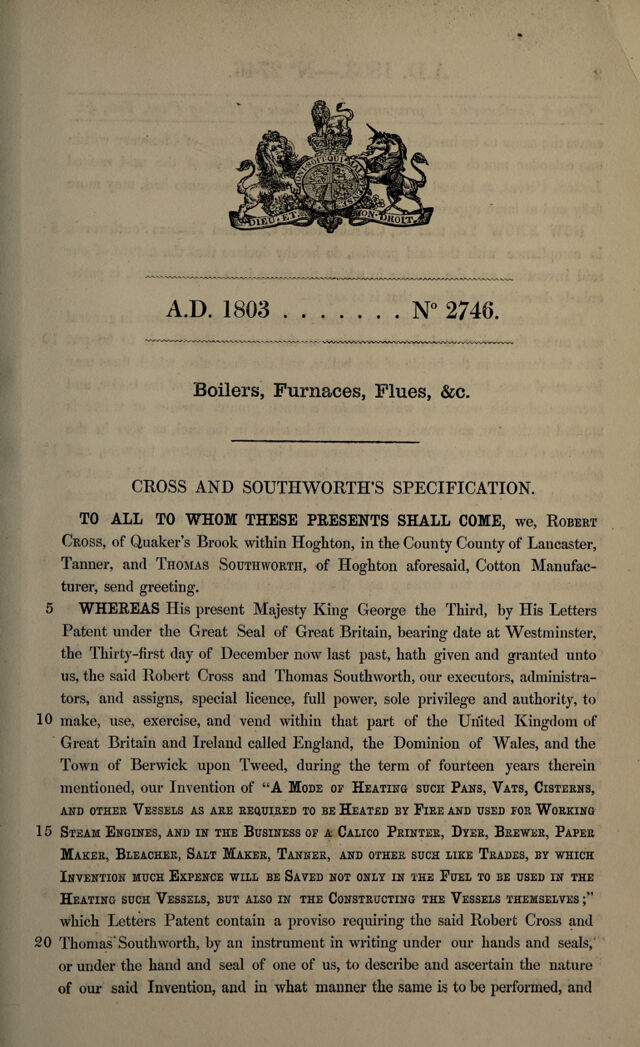 HONI SOIT QUI MAL Y PENSE
DIEU ET MON DROIT
A.D. 1803 . . . . . . . N° 2746.
Boilers, Furnaces, Flues, &c.
CROSS AND SOUTHWORTH'S SPECIFICATION.
TO ALL TO WHOM THESE PRESENTS SHALL COME, we, ROBERT
CROSS, of Quaker's Brook within Hoghton, in the County County of Lancaster,
Tanner, and THOMAS SOUTHWORTH, of Hoghton aforesaid, Cotton Manufac-
turer, send greeting.
5 WHEREAS His present Majesty King George the Third, by His Letters
Patent under the Great Seal of Great Britain, bearing date at Westminster,
the Thirty-first day of December now last past, hath given and granted unto
us, the said Robert Cross and Thomas Southworth, our executors, administra-
tors, and assigns, special licence, full power, sole privilege and authority, to
10 make, use, exercise, and vend within that part of the United Kingdom of
Great Britain and Ireland called England, the Dominion of Wales, and the
Town of Berwick upon Tweed, during the term of fourteen years therein
mentioned, our Invention of "A MODE OF HEATING SUCH PANS, VATS, CISTERNS,
AND OTHER VESSELS AS ARE REQUIRED TO BE HEATED BY FIRE AND USED FOR WORKING
15 STEAM ENGINES, AND IN THE BUSINESS OF A CALICO PRINTER, DYER, BREWER, PAPER
MAKER, BLEACHER, SALT MAKER, TANNER, AND OTHER SUCH LIKE TRADES, BY WHICH
INVENTION MUCH EXPENCE WILL BE SAVED NOT ONLY IN THE FUEL TO BE USED IN THE
HEATING SUCH VESSELS, BUT ALSO IN THE CONSTRUCTING THE VESSELS THEMSELVES;"
which Letters Patent contain a proviso requiring the said Robert Cross and
20 Thomas Southworth, by an instrument in writing under our hands and seals,
or under the hand and seal of one of us, to describe and ascertain the nature
of our said Invention, and in what manner the same is to be performed, and